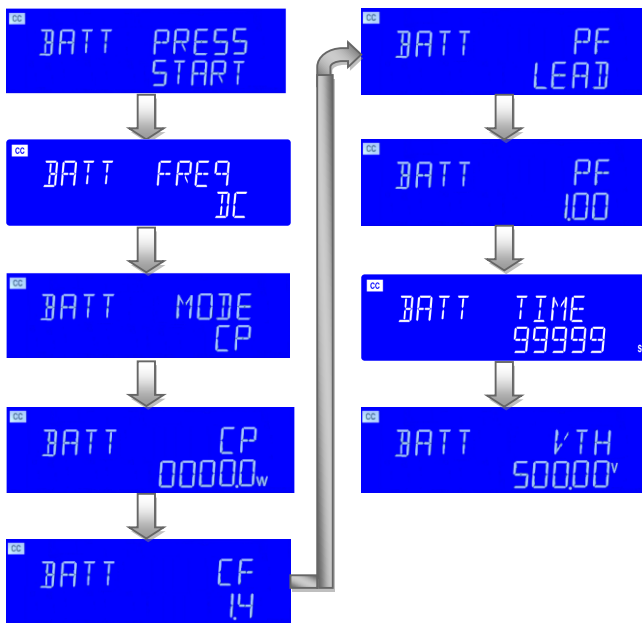 CC
BATT PRESS
START
CC
BATT FREQ
DC
CC
BATT MODE
CP
CC
BATT CP
0000.0W
CC
BATT CF
1.4
CC
BATT PF
LEAD
CC
BATT PF
1.00
CC
BATT TIME
99999 S
CC
BATT VTH
500.00V